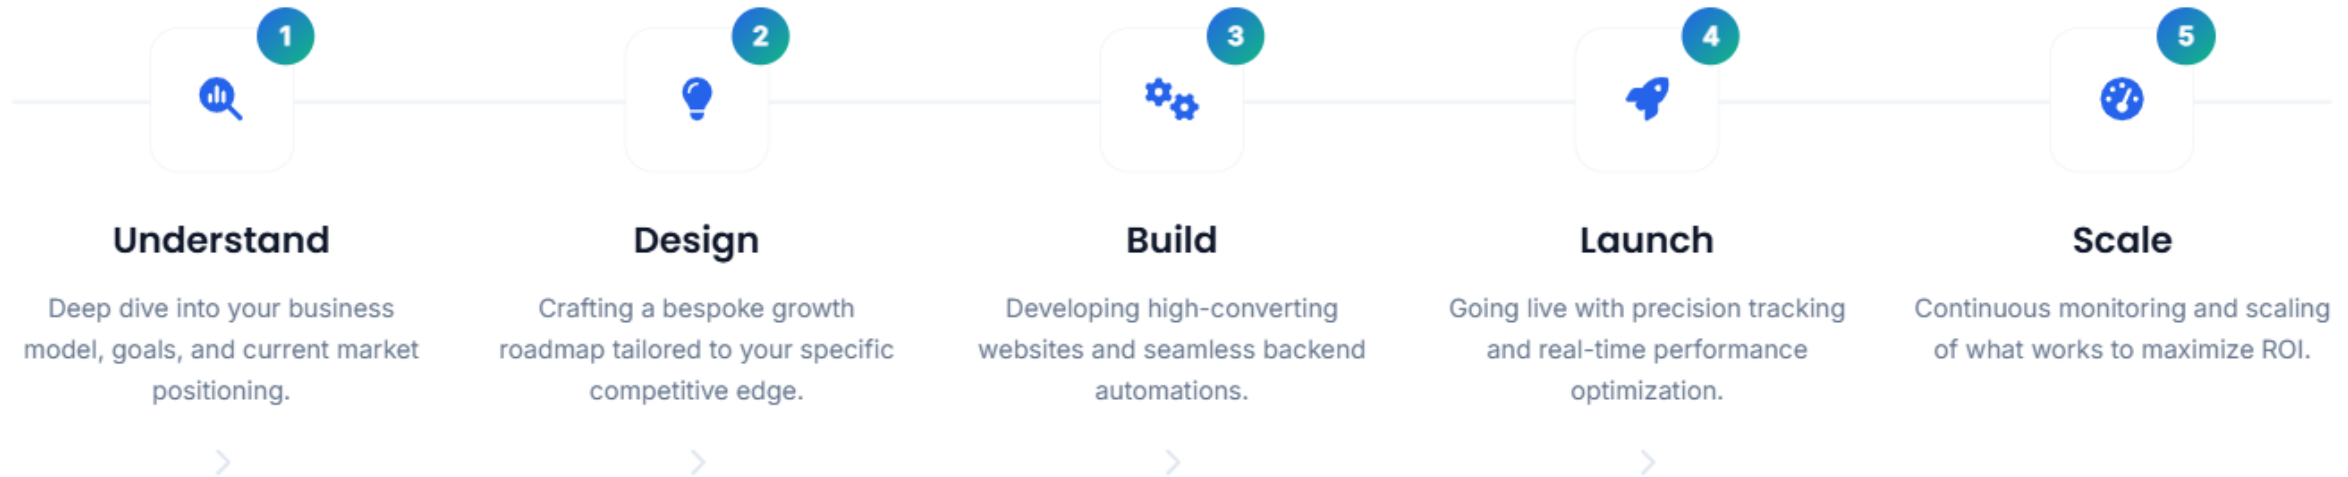 1
2
3
4
5
Understand
Deep dive into your business
model, goals, and current market
positioning.
Design
Crafting a bespoke growth
roadmap tailored to your specific
competitive edge.
Build
Developing high-converting
websites and seamless backend
automations.
Launch
Going live with precision tracking
and real-time performance
optimization.
Scale
Continuous monitoring and scaling
of what works to maximize ROI.